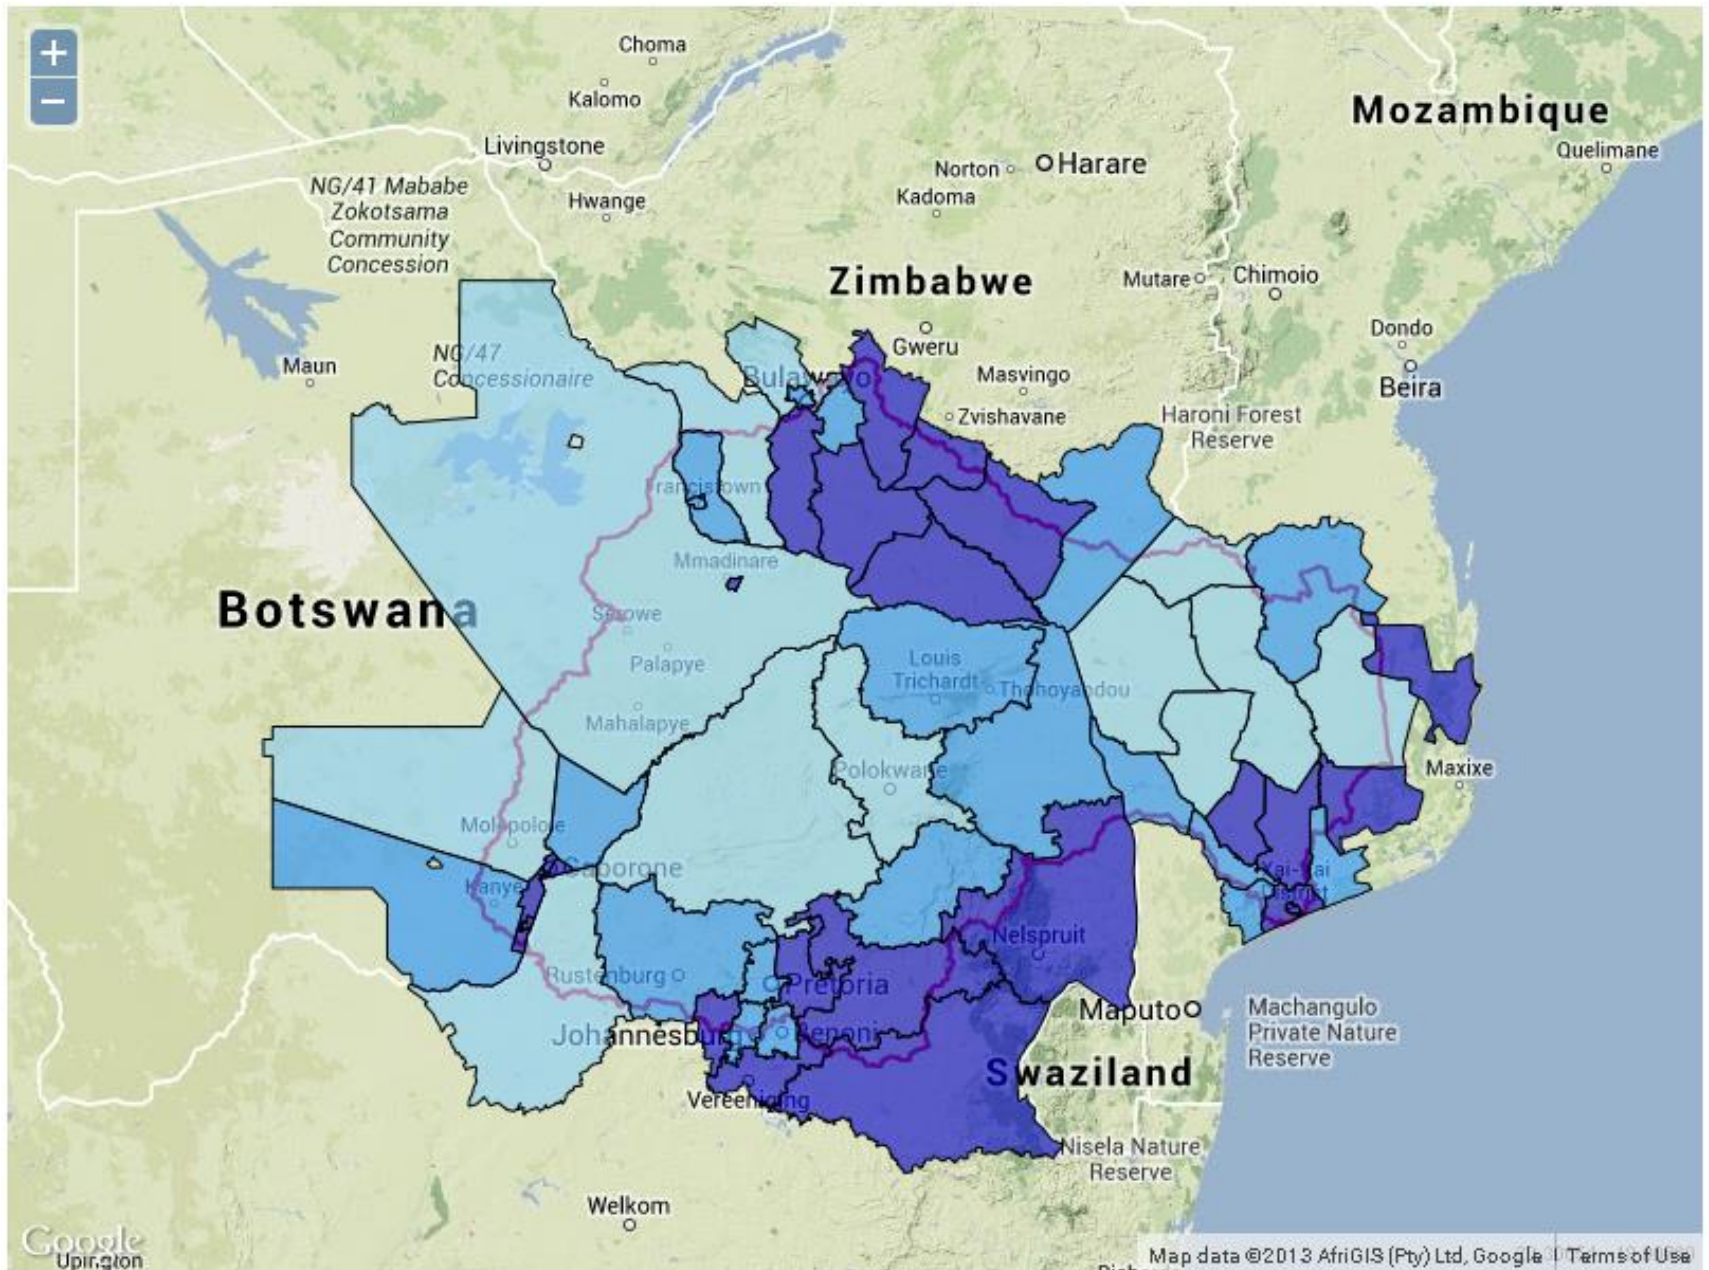 +
−
Choma
Kalomo
Livingstone
Mozambique
Quelimane
NG/41 Mababe
Zokotsama
Community
Concession
Hwange
Norton
Harare
Kadoma
Zimbabwe
Mutare
Chimoio
Gweru
Dondo
Beira
Maun
NG/47
Concessionaire
Bulawayo
Masvingo
Zvishavane
Haroni Forest
Reserve
Francistown
Mmadinare
Botswana
Serowe
Palapye
Mahalapye
Louis
Trichardt
Thohoyandou
Polokwane
Maxixe
Molepolole
Gaborone
Kanye
Xai-Xai
District
Nelspruit
Rustenburg
Pretoria
Johannesburg
Benoni
Maputo
Machangulo
Private Nature
Reserve
Swaziland
Vereeniging
Nisela Nature
Reserve
Welkom
Google
Upington
Map data ©2013 AfriGIS (Pty) Ltd, Google
Terms of Use